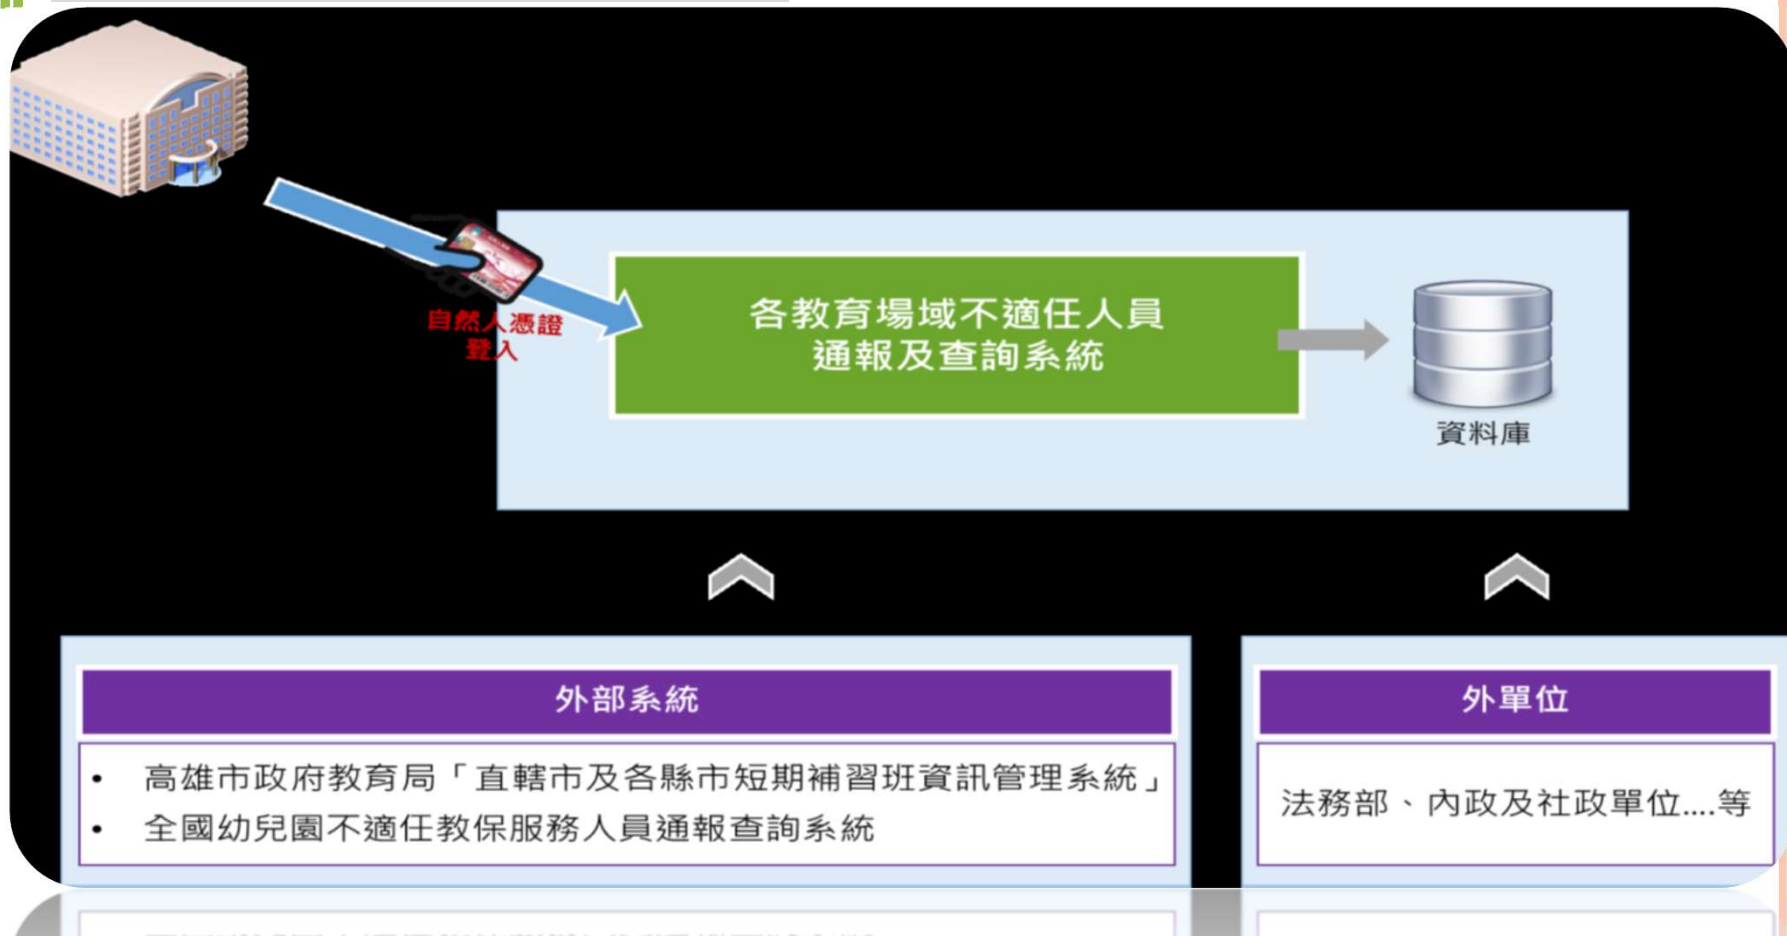 自然人憑證
登入
各教育場域不適任人員
通報及查詢系統
資料庫
外部系統
• 高雄市政府教育局「直轄市及各縣市短期補習班資訊管理系統」
• 全國幼兒園不適任教保服務人員通報查詢系統
外單位
法務部、內政及社政單位....等